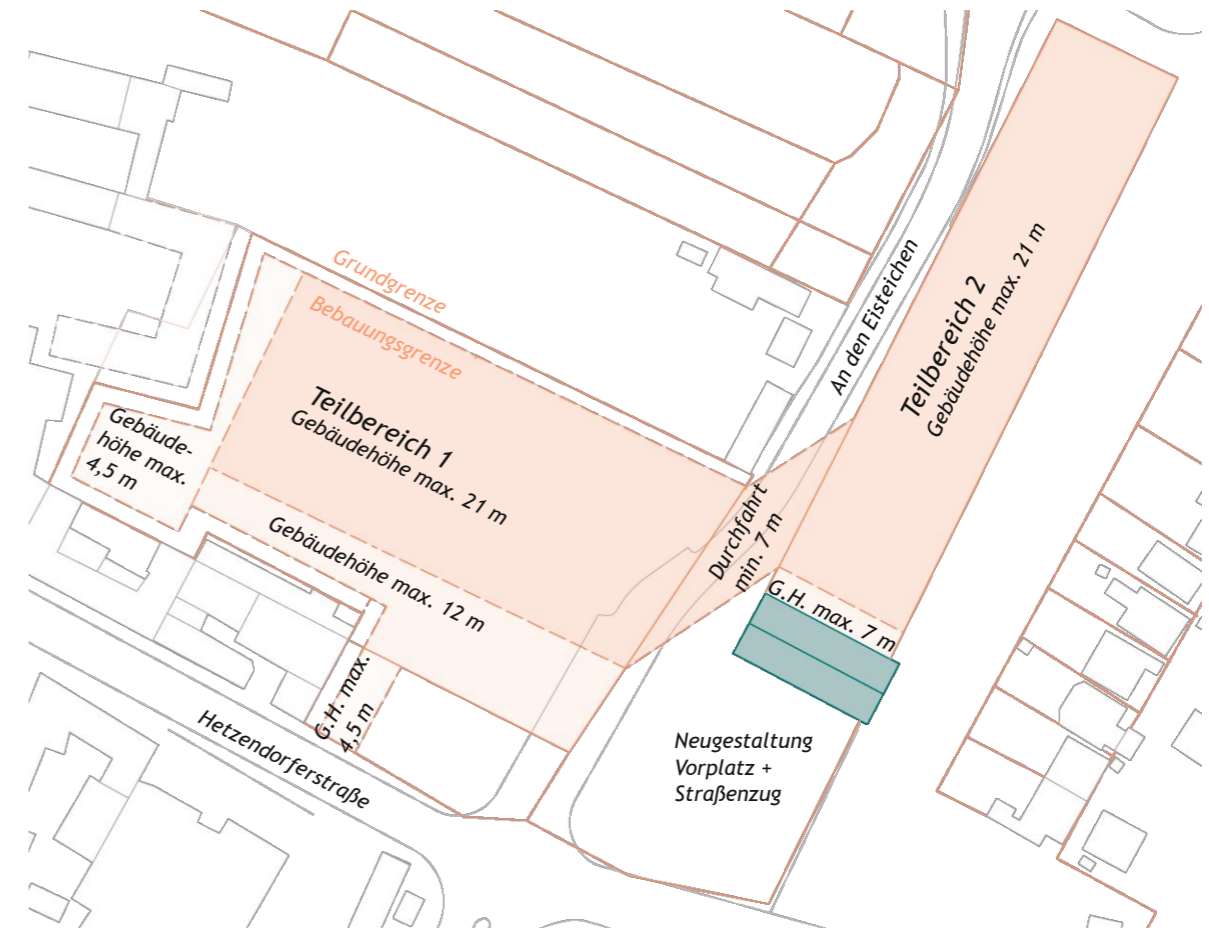 Grundgrenze
Bebauungsgrenze
Teilbereich 1
Gebäudehöhe max. 21 m
Gebäude-
höhe max.
4,5 m
Gebäudehöhe max. 12 m
G.H. max.
4,5 m
Hetzendorferstraße
An den Eisteichen
Teilbereich 2
Gebäudehöhe max. 21 m
Durchfahrt
min. 7 m
G.H. max. 7 m
Neugestaltung
Vorplatz +
Straßenzug